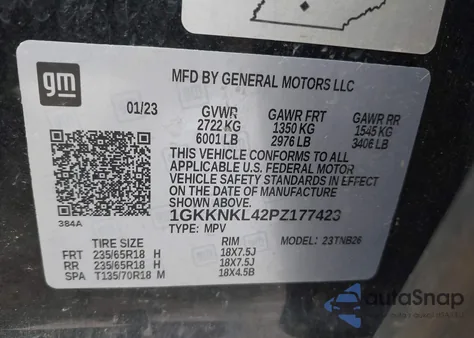 gm
MFD BY GENERAL MOTORS LLC
01/23 GVWR GAWR FRT GAWR RR
2722 KG 1350 KG 1545 KG
6001 LB 2976 LB 3406 LB
THIS VEHICLE CONFORMS TO ALL
APPLICABLE U.S. FEDERAL MOTOR
VEHICLE SAFETY STANDARDS IN EFFECT
ON THE DATE OF MANUFACTURE
SHOWN ABOVE.
1GKKNKL42PZ177423
384A
TYPE: MPV
TIRE SIZE RIM MODEL: 23TNB26
FRT 235/65R18 H 18X7.5J
RR 235/65R18 H 18X7.5J
SPA T135/70R18 M 18X4.5B
autoSnap